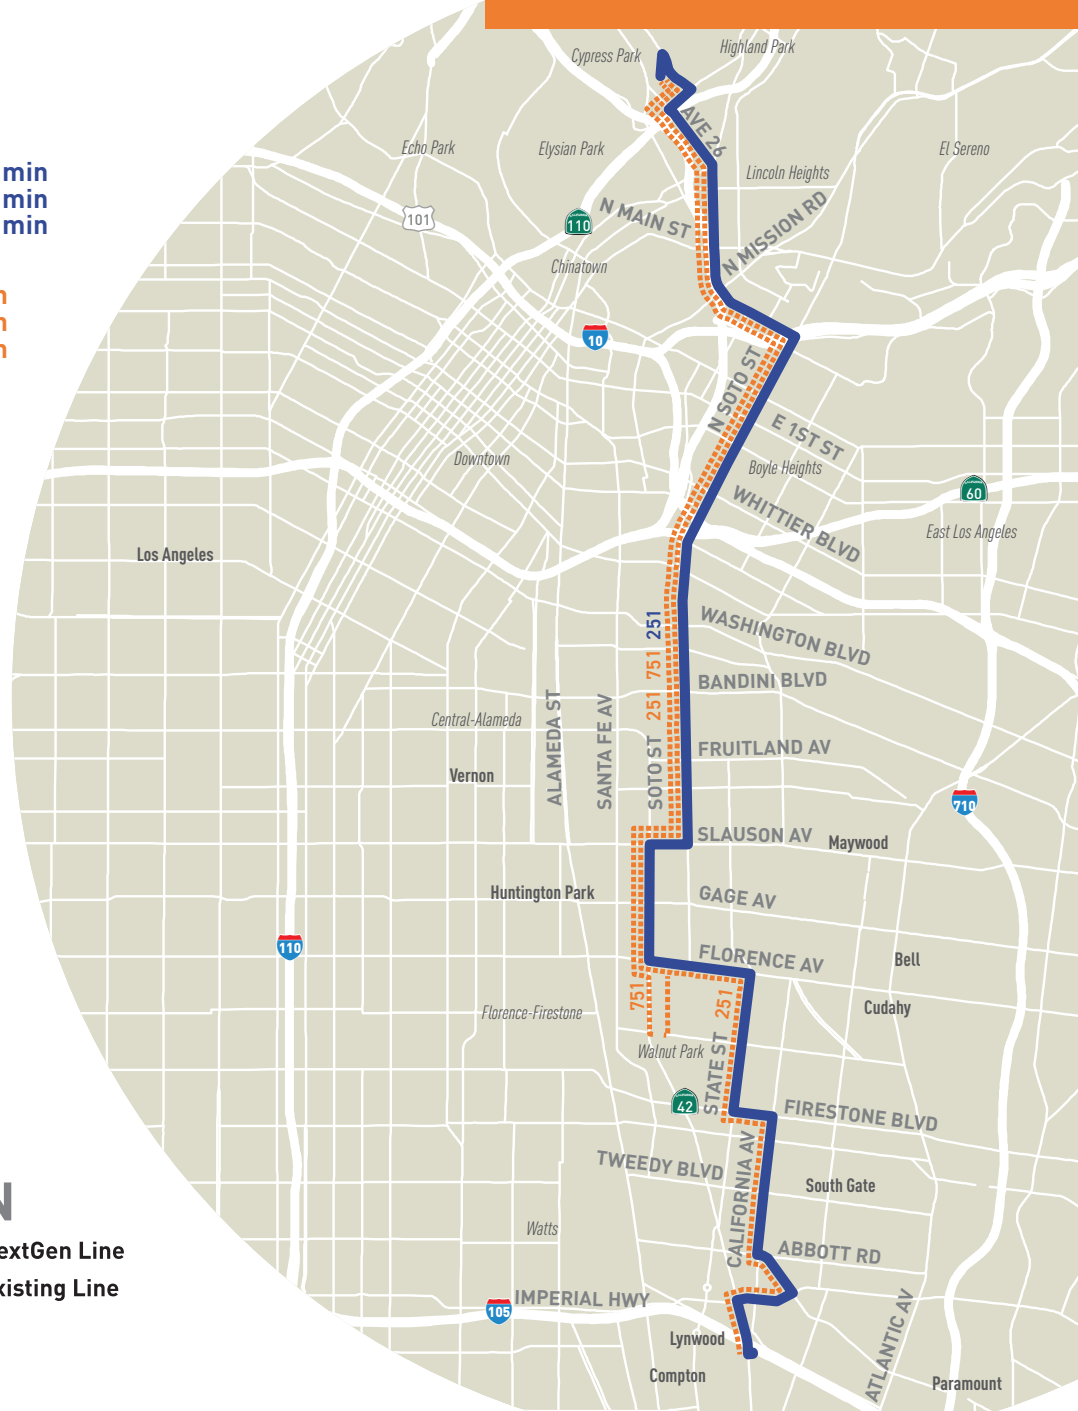 Cypress Park
Highland Park
AVE 26
Echo Park
Elysian Park
El Sereno
min
min
min
Lincoln Heights
N MAIN ST
N MISSION RD
101
110
Chinatown
10
N SOTO ST
E 1ST ST
Downtown
Boyle Heights
WHITTIER BLVD
60
East Los Angeles
Los Angeles
251
751
251
WASHINGTON BLVD
BANDINI BLVD
Central-Alameda
ALAMEDA ST
SANTA FE AV
SOTO ST
FRUITLAND AV
Vernon
710
SLAUSON AV
Maywood
Huntington Park
GAGE AV
110
FLORENCE AV
Bell
751
251
Cudahy
Florence-Firestone
Walnut Park
STATE ST
42
FIRESTONE BLVD
TWEEDY BLVD
CALIFORNIA AV
South Gate
N
Watts
extGen Line
ABBOTT RD
xisting Line
IMPERIAL HWY
105
ATLANTIC AV
Lynwood
Compton
Paramount